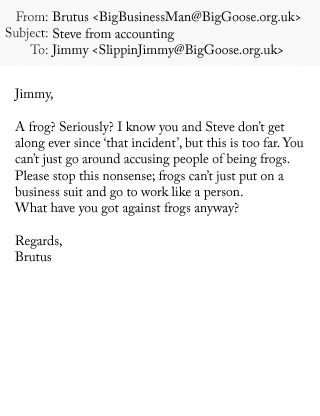 From: Brutus <BigBusinessMan@BigGoose.org.uk>
Subject: Steve from accounting
To: Jimmy <SlippinJimmy@BigGoose.org.uk>
Jimmy,
A frog? Seriously? I know you and Steve don't get
along ever since ‘that incident’, but this is too far. You
can't just go around accusing people of being frogs.
Please stop this nonsense; frogs can't just put on a
business suit and go to work like a person.
What have you got against frogs anyway?
Regards,
Brutus